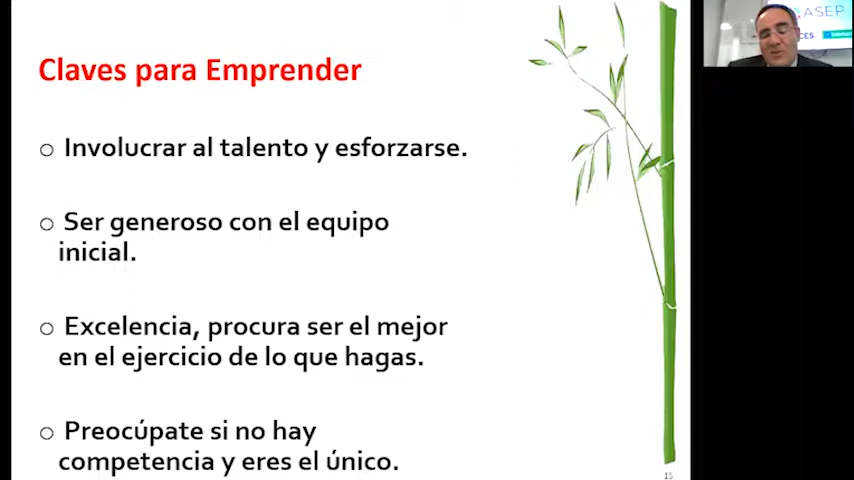 Claves para Emprender
○ Involucrar al talento y esforzarse.
○ Ser generoso con el equipo
inicial.
○ Excelencia, procura ser el mejor
en el ejercicio de lo que hagas.
○ Preocúpate si no hay
competencia y eres el único.
15
ASEP